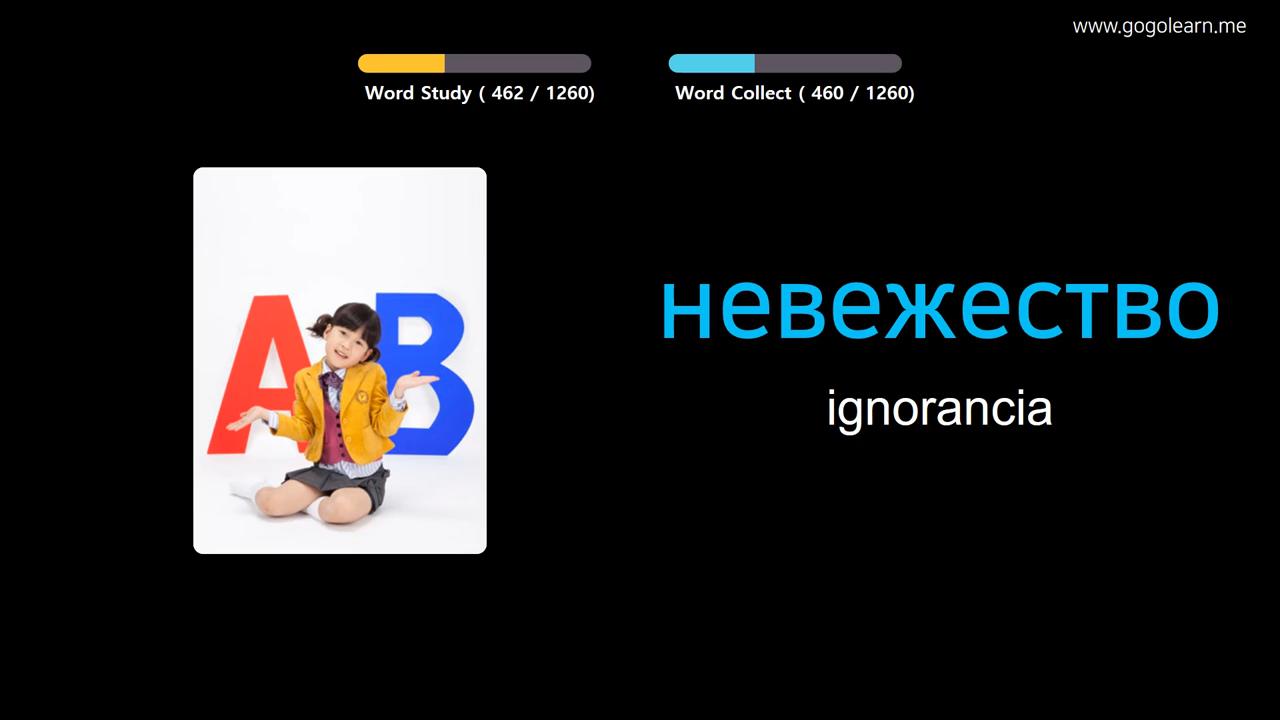 www.gogolearn.me
Word Study ( 462 / 1260)
Word Collect ( 460 / 1260)
A B
невежество
ignorancia